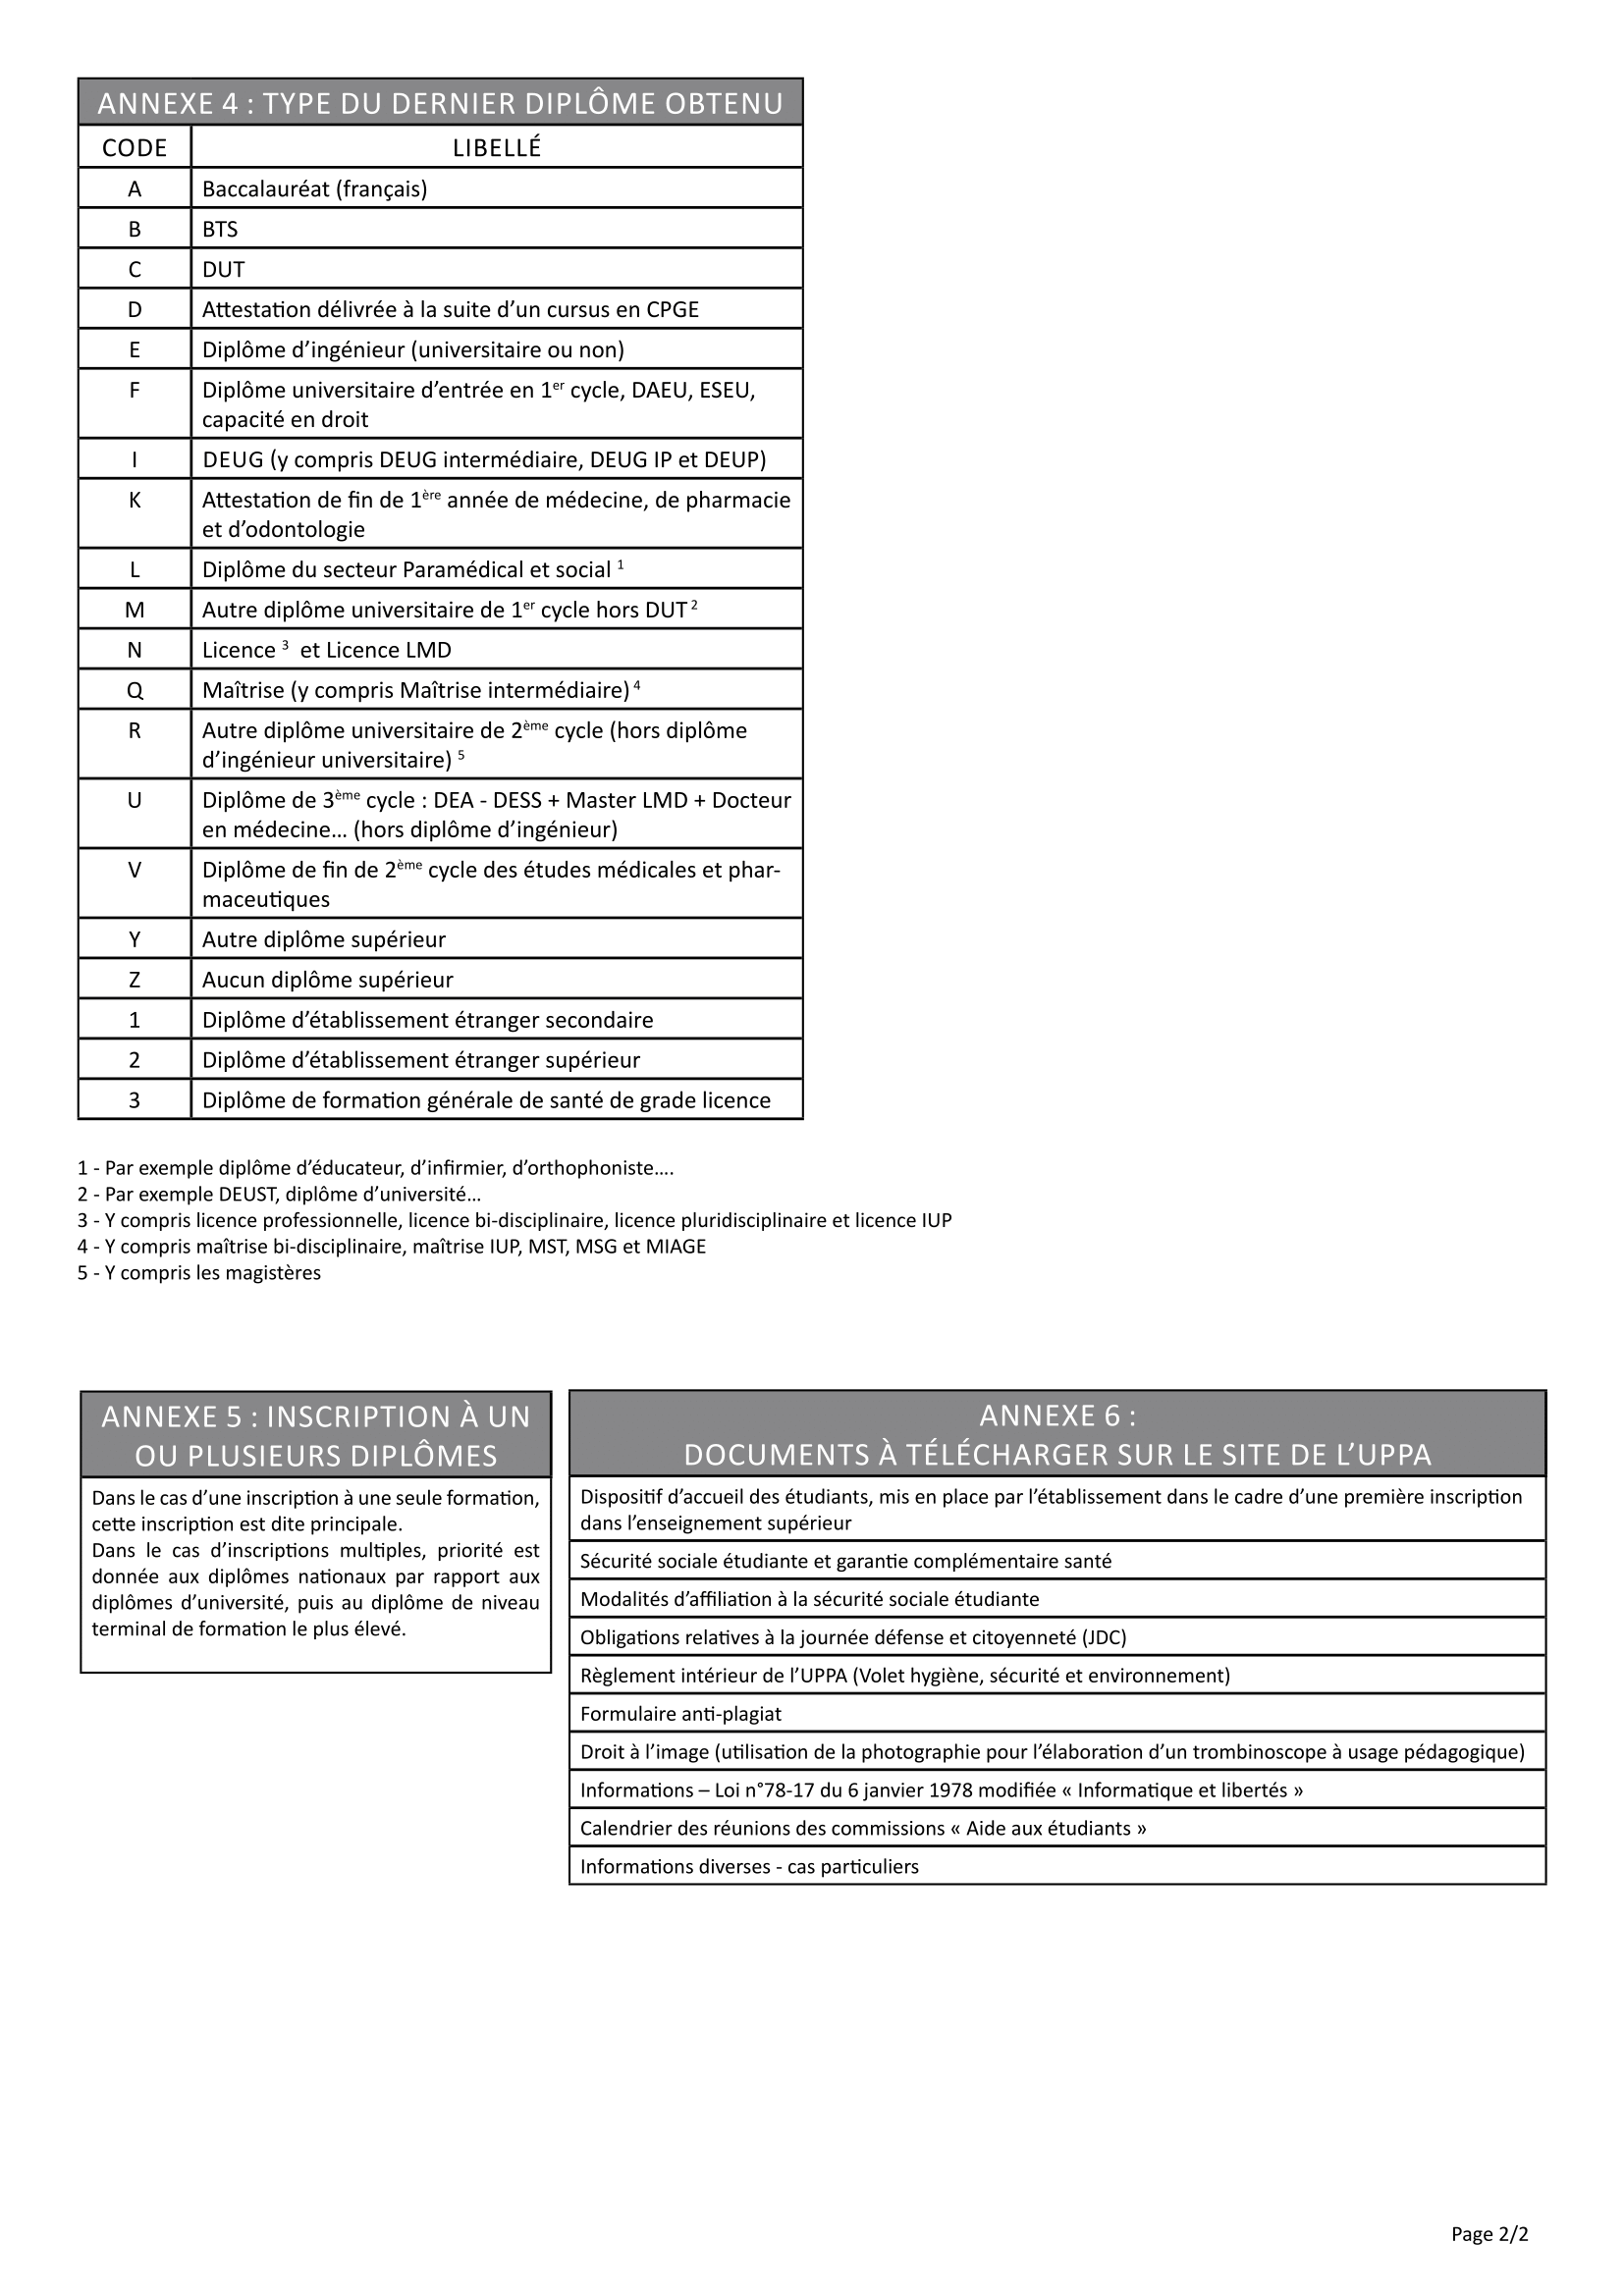 ANNEXE 4 : TYPE DU DERNIER DIPLÔME OBTENU
CODE LIBELLÉ
A Baccalauréat (français)
B BTS
C DUT
D Attestation délivrée à la suite d’un cursus en CPGE
E Diplôme d’ingénieur (universitaire ou non)
F Diplôme universitaire d’entrée en 1er cycle, DAEU, ESEU,
capacité en droit
I DEUG (y compris DEUG intermédiaire, DEUG IP et DEUP)
K Attestation de fin de 1ère année de médecine, de pharmacie
et d’odontologie
L Diplôme du secteur Paramédical et social 1
M Autre diplôme universitaire de 1er cycle hors DUT 2
N Licence 3 et Licence LMD
Q Maîtrise (y compris Maîtrise intermédiaire) 4
R Autre diplôme universitaire de 2ème cycle (hors diplôme
d’ingénieur universitaire) 5
U Diplôme de 3ème cycle : DEA - DESS + Master LMD + Docteur
en médecine… (hors diplôme d’ingénieur)
V Diplôme de fin de 2ème cycle des études médicales et phar-
maceutiques
Y Autre diplôme supérieur
Z Aucun diplôme supérieur
1 Diplôme d’établissement étranger secondaire
2 Diplôme d’établissement étranger supérieur
3 Diplôme de formation générale de santé de grade licence
1 - Par exemple diplôme d’éducateur, d’infirmier, d’orthophoniste….
2 - Par exemple DEUST, diplôme d’université…
3 - Y compris licence professionnelle, licence bi-disciplinaire, licence pluridisciplinaire et licence IUP
4 - Y compris maîtrise bi-disciplinaire, maîtrise IUP, MST, MSG et MIAGE
5 - Y compris les magistères
ANNEXE 5 : INSCRIPTION À UN
OU PLUSIEURS DIPLÔMES
Dans le cas d’une inscription à une seule formation,
cette inscription est dite principale.
Dans le cas d’inscriptions multiples, priorité est
donnée aux diplômes nationaux par rapport aux
diplômes d’université, puis au diplôme de niveau
terminal de formation le plus élevé.
ANNEXE 6 :
DOCUMENTS À TÉLÉCHARGER SUR LE SITE DE L’UPPA
Dispositif d’accueil des étudiants, mis en place par l’établissement dans le cadre d’une première inscription
dans l’enseignement supérieur
Sécurité sociale étudiante et garantie complémentaire santé
Modalités d’affiliation à la sécurité sociale étudiante
Obligations relatives à la journée défense et citoyenneté (JDC)
Règlement intérieur de l’UPPA (Volet hygiène, sécurité et environnement)
Formulaire anti-plagiat
Droit à l’image (utilisation de la photographie pour l’élaboration d’un trombinoscope à usage pédagogique)
Informations – Loi n°78-17 du 6 janvier 1978 modifiée « Informatique et libertés »
Calendrier des réunions des commissions « Aide aux étudiants »
Informations diverses - cas particuliers
Page 2/2